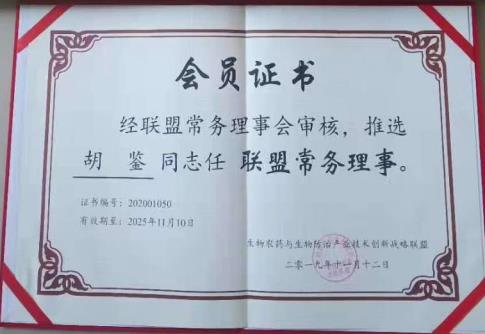 会员证书
经联盟常务理事会审核，推选
胡 鉴 同志任 联盟常务理事。
证书编号：202001050
有效期至：2025年11月10日
生物农药与生物防治产业技术创新战略联盟
二〇一九年十一月十二日